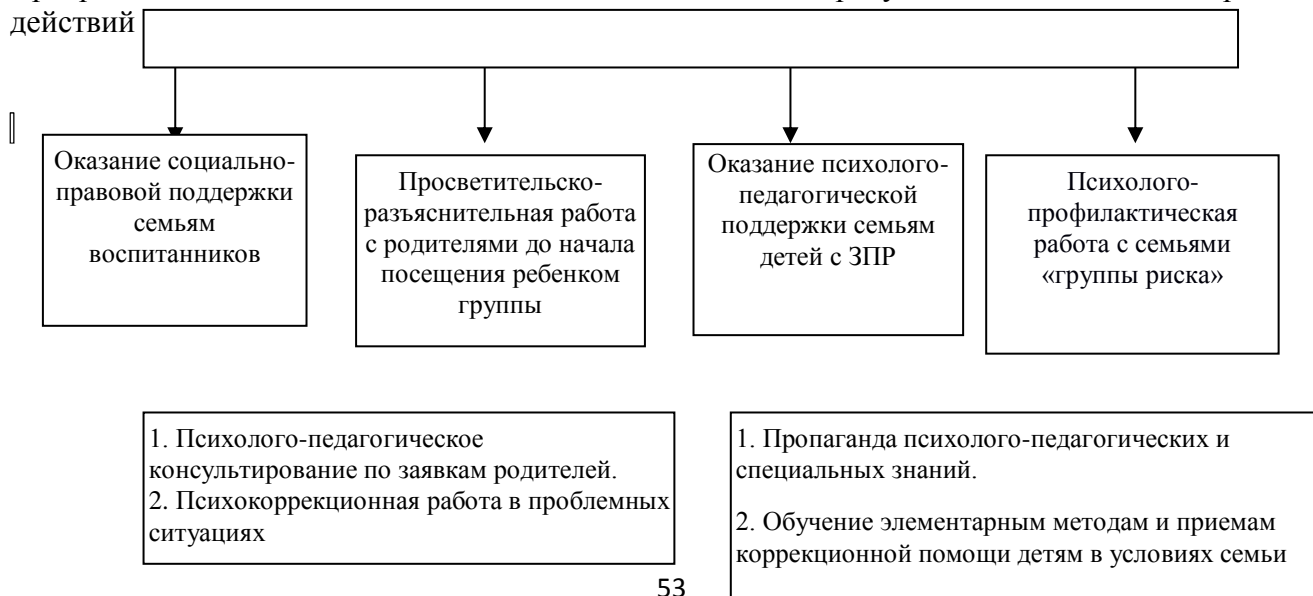 действий
Оказание социально-
правовой поддержки
семьям
воспитанников
Просветительско-
разъяснительная работа
с родителями до начала
посещения ребенком
группы
Оказание психолого-
педагогической
поддержки семьям
детей с ЗПР
Психолого-
профилактическая
работа с семьями
«группы риска»
1. Психолого-педагогическое
консультирование по заявкам родителей.
2. Психокоррекционная работа в проблемных
ситуациях
1. Пропаганда психолого-педагогических и
специальных знаний.
2. Обучение элементарным методам и приемам
коррекционной помощи детям в условиях семьи
53